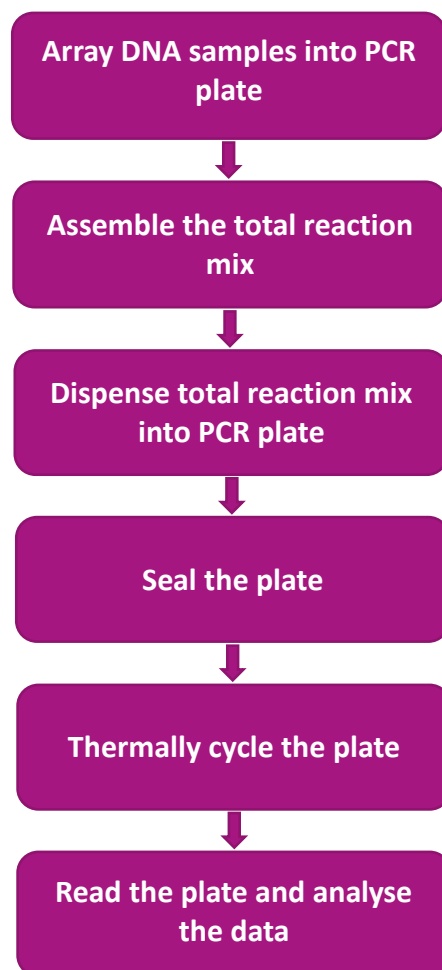 Array DNA samples into PCR
plate
Assemble the total reaction
mix
Dispense total reaction mix
into PCR plate
Seal the plate
Thermally cycle the plate
Read the plate and analyse
the data